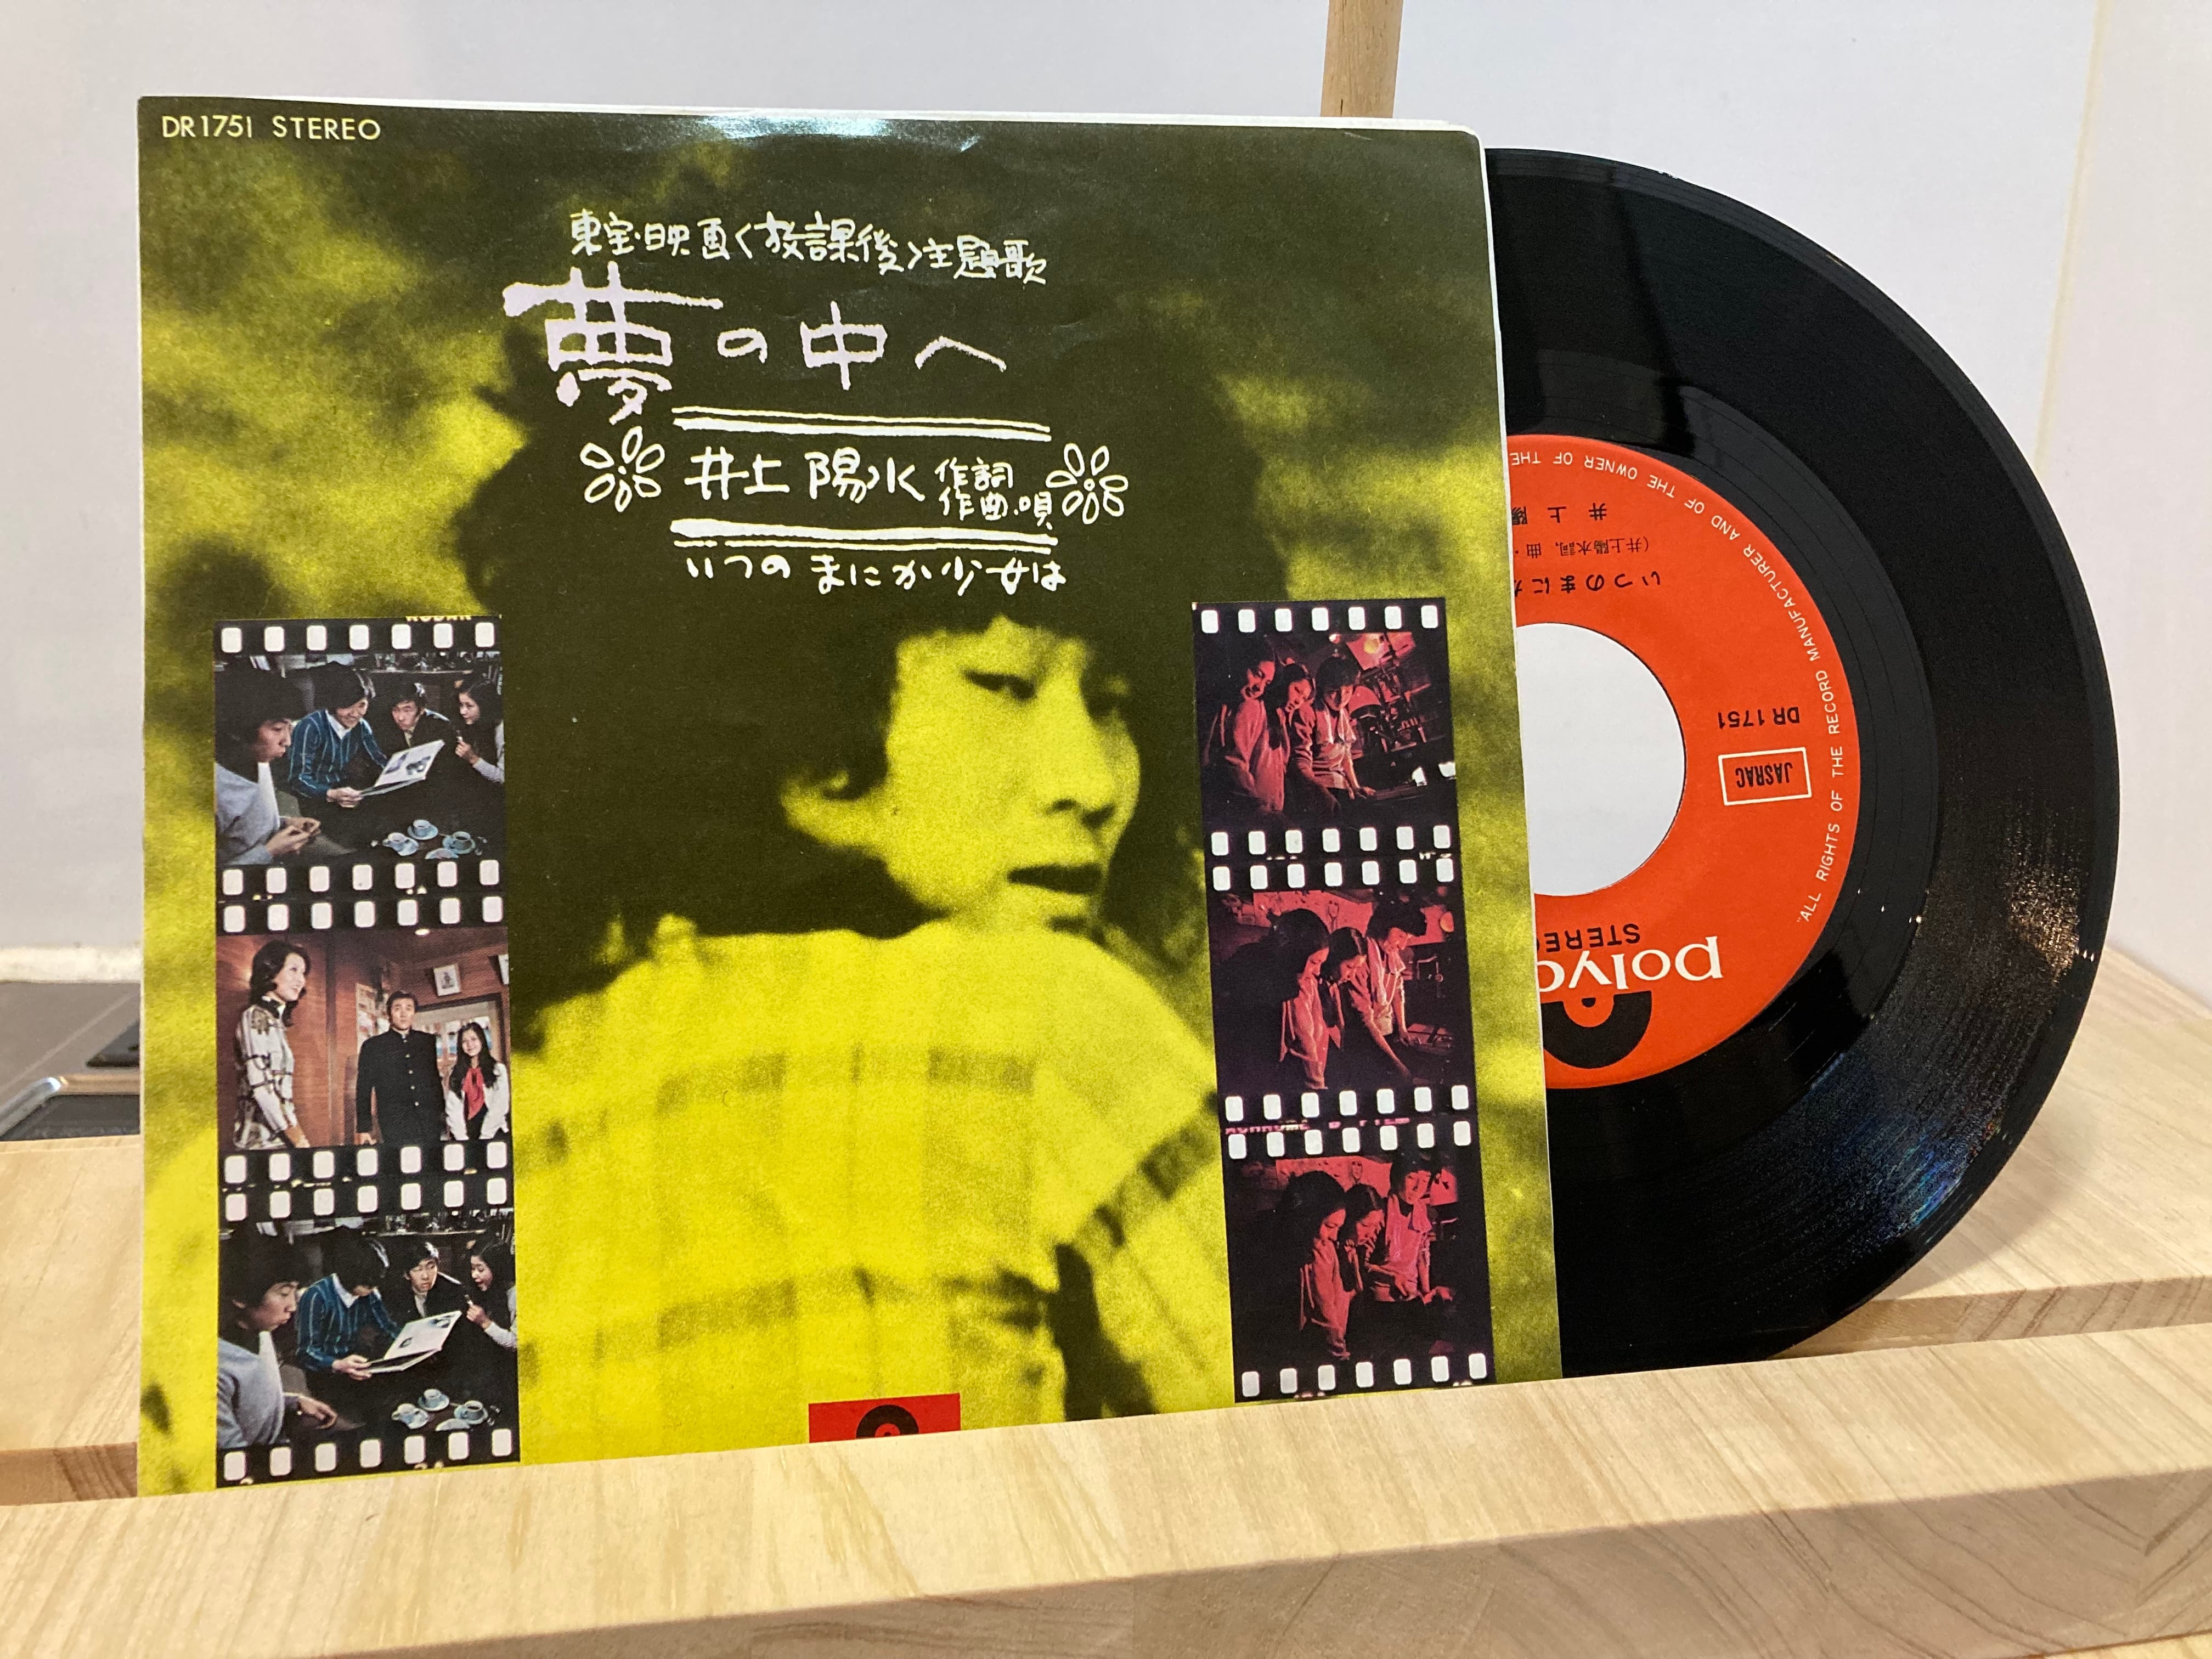 DR1751 STEREO
東宝・映画〈放課後〉主題歌
夢の中へ
井上陽水 作詞
作曲・唄
いつのまにか少女は
ALL RIGHTS OF THE RECORD MANUFACTURER AND OF THE OWNER OF THE
井上陽
(井上陽水詞, 曲・
いつのまに
DR 1751
JASRAC
STEREO
poly